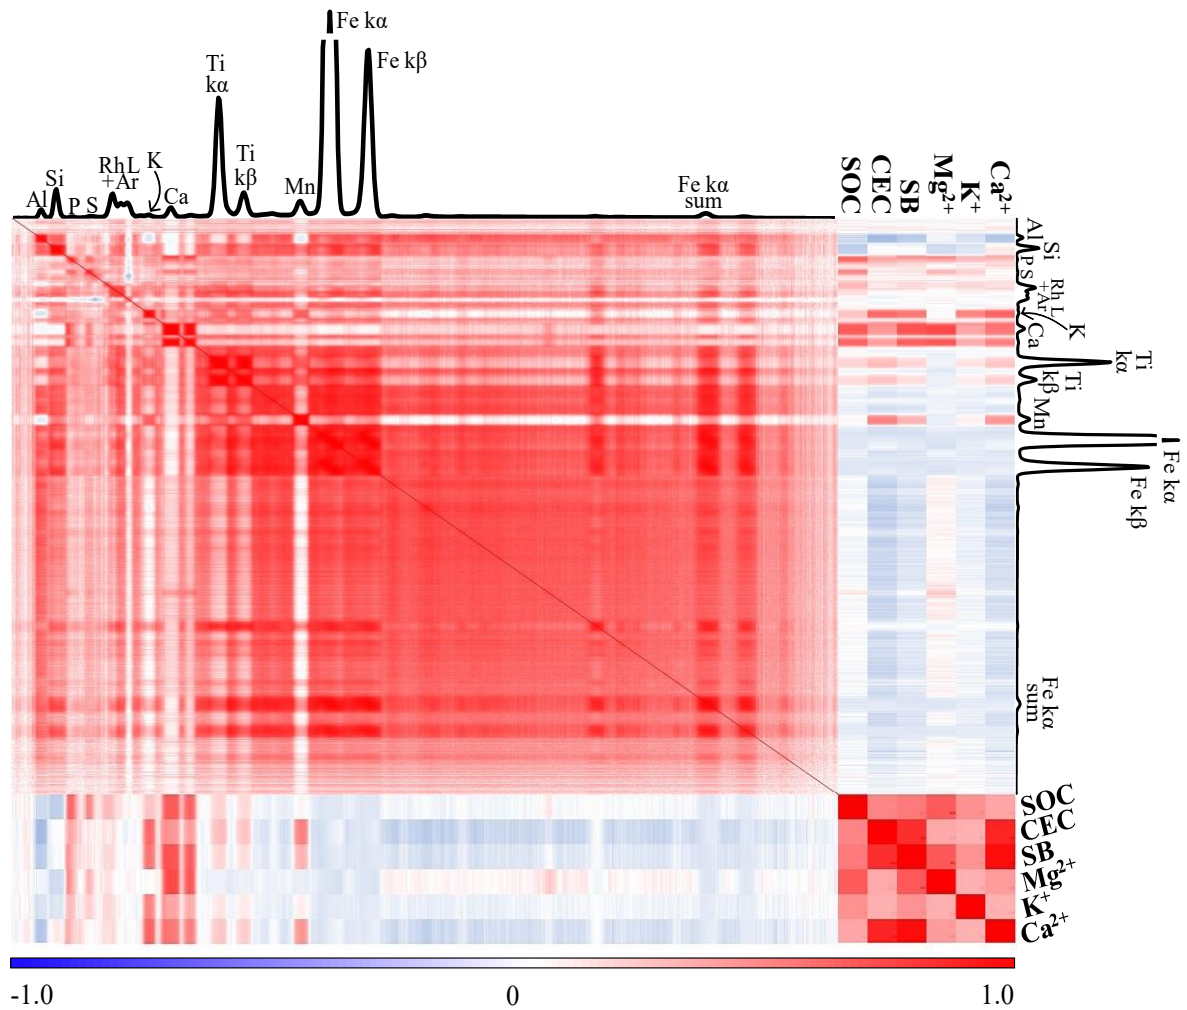 Fe kα
Fe kβ
Ti
kα
Ti
kβ
Mn
K
RhL
+Ar
Si
Al
P
S
Ca
Fe kα
sum
SOC
CEC
SB
Mg²⁺
K⁺
Ca²⁺
Al
Si
P
S
Rh L
+Ar
K
Ca
Ti
kα
Ti
kβ
Mn
Fe kα
Fe kβ
Fe kα
sum
SOC
CEC
SB
Mg²⁺
K⁺
Ca²⁺
-1.0
0
1.0